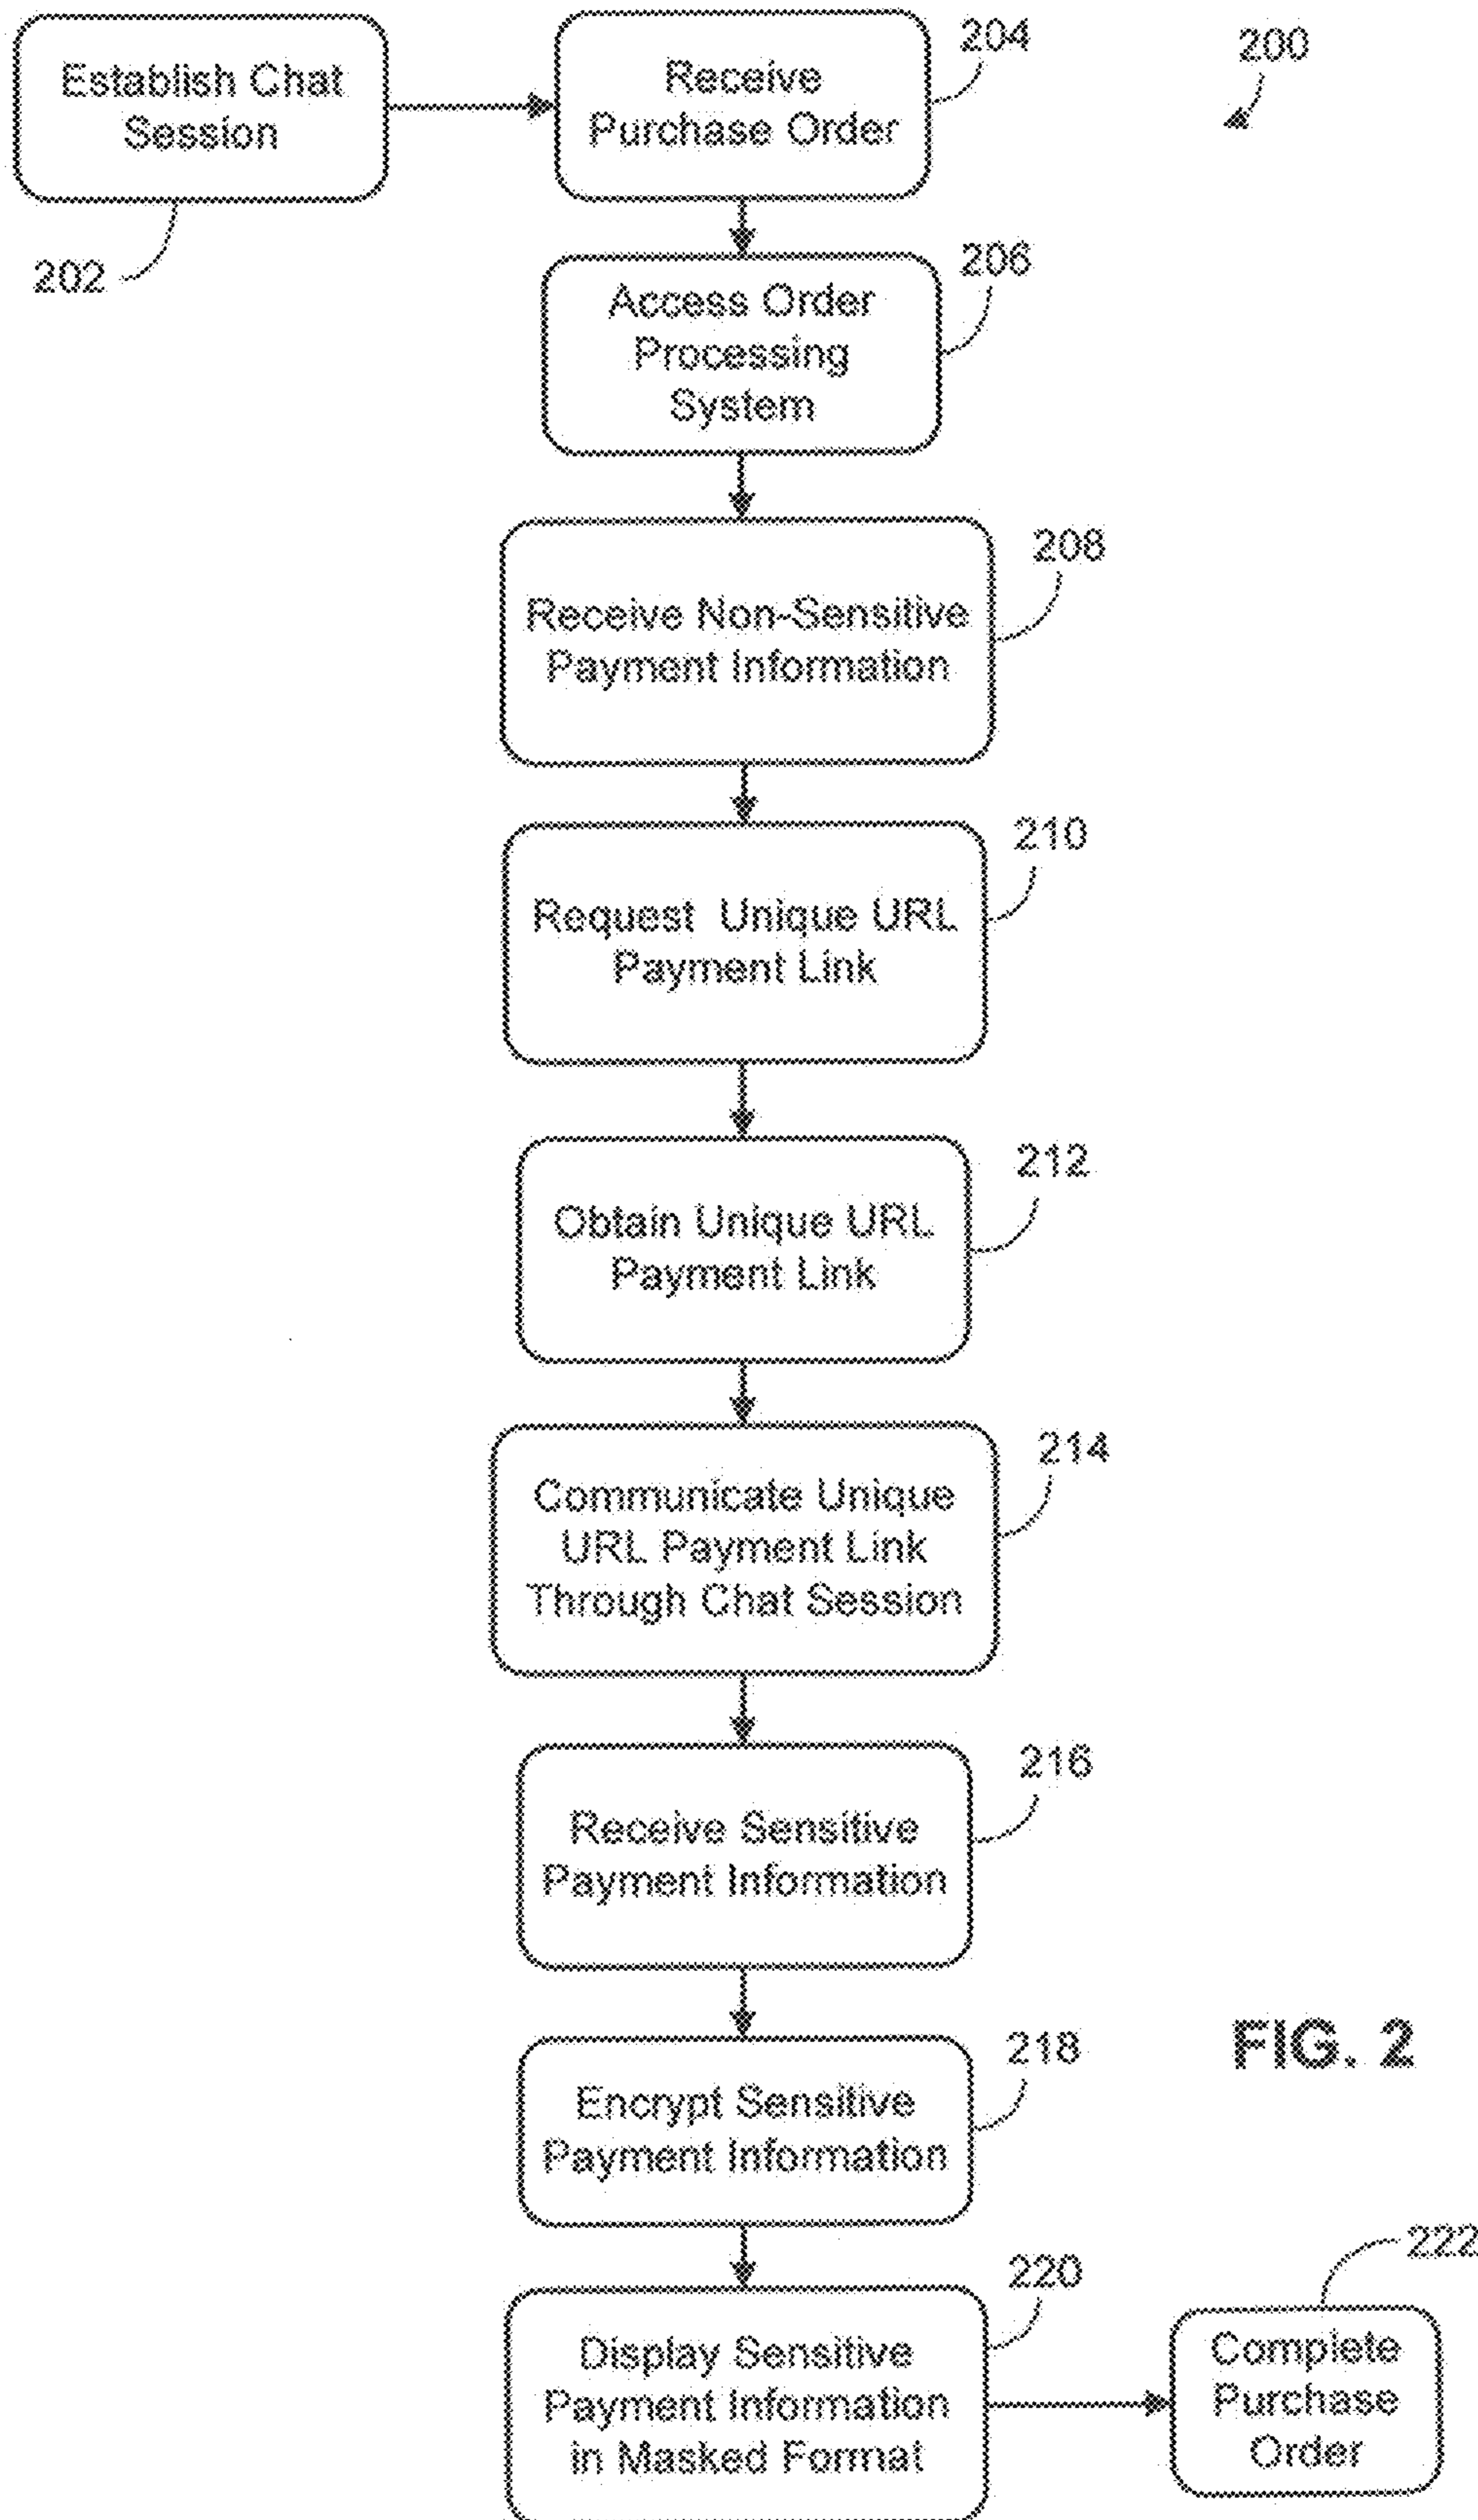 Establish Chat
Session
202
Receive
Purchase Order
204
200
Access Order
Processing
System
206
Receive Non-Sensitive
Payment Information
208
Request Unique URL
Payment Link
210
Obtain Unique URL
Payment Link
212
Communicate Unique
URL Payment Link
Through Chat Session
214
Receive Sensitive
Payment Information
216
Encrypt Sensitive
Payment Information
218
FIG. 2
Display Sensitive
Payment Information
in Masked Format
220
Complete
Purchase
Order
222